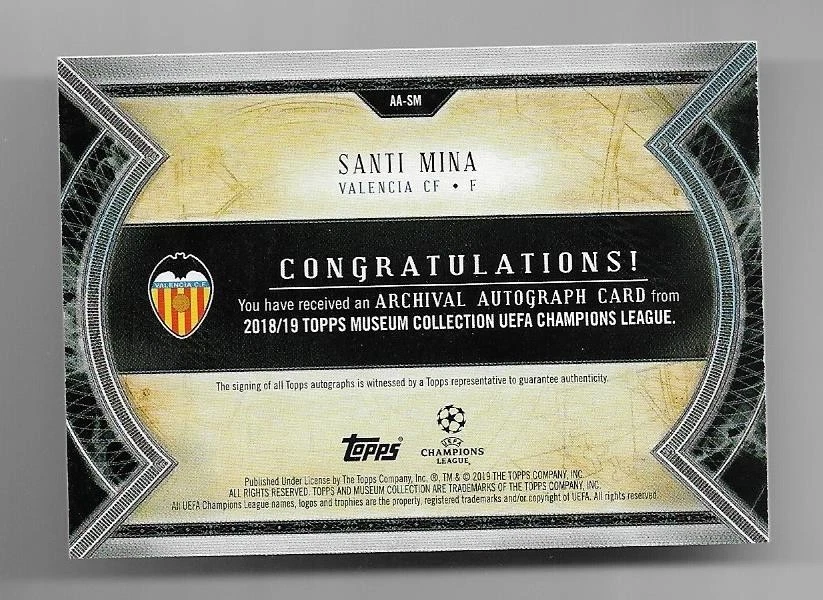 AA-SM
SANTI MINA
VALENCIA CF • F
CONGRATULATIONS!
VALENCIA C.F.
You have received an ARCHIVAL AUTOGRAPH CARD from
2018/19 TOPPS MUSEUM COLLECTION UEFA CHAMPIONS LEAGUE.
The signing of all Topps autographs is witnessed by a Topps representative to guarantee authenticity.
topps®
UEFA
CHAMPIONS
LEAGUE
Published Under License by The Topps Company, Inc. ®, TM & © 2019 THE TOPPS COMPANY, INC.
ALL RIGHTS RESERVED. TOPPS AND MUSEUM COLLECTION ARE TRADEMARKS OF THE TOPPS COMPANY, INC.
All UEFA Champions League names, logos and trophies are the property, registered trademarks and/or copyright of UEFA. All rights reserved.